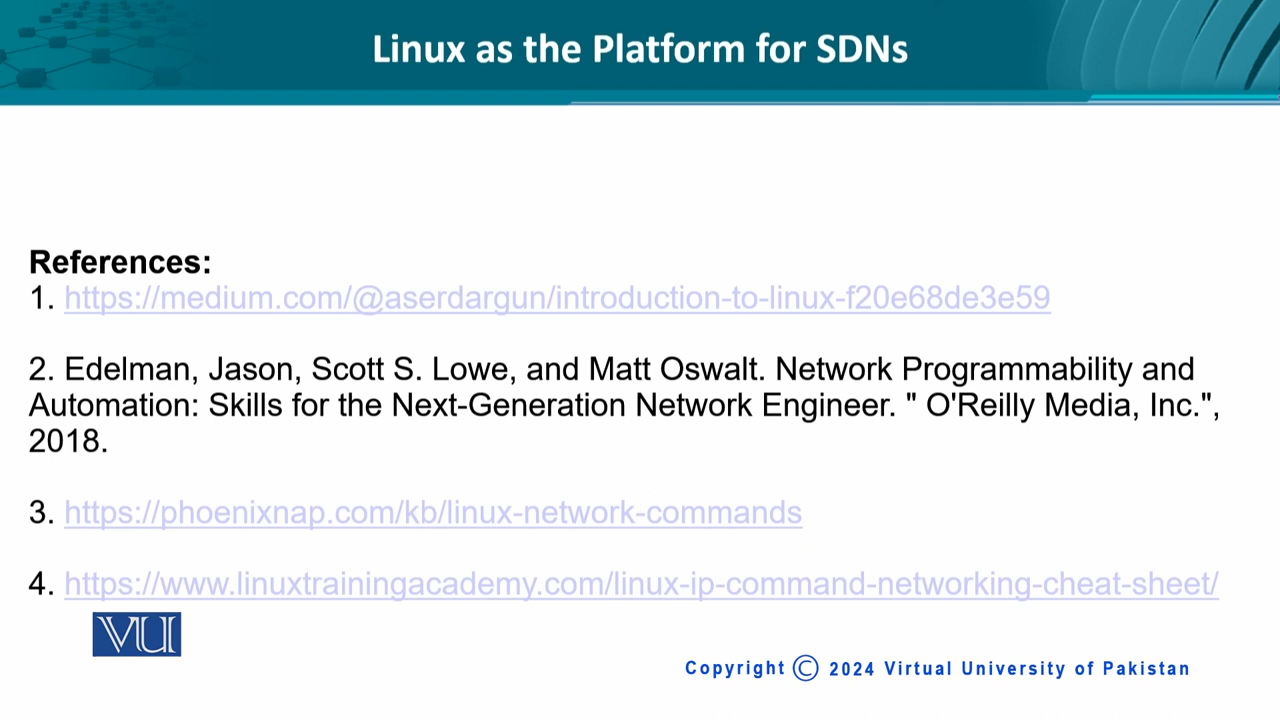 Linux as the Platform for SDNs
References:
1. https://medium.com/@aserdargun/introduction-to-linux-f20e68de3e59
2. Edelman, Jason, Scott S. Lowe, and Matt Oswalt. Network Programmability and
Automation: Skills for the Next-Generation Network Engineer. " O'Reilly Media, Inc.",
2018.
3. https://phoenixnap.com/kb/linux-network-commands
4. https://www.linuxtrainingacademy.com/linux-ip-command-networking-cheat-sheet/
VU
Copyright © 2024 Virtual University of Pakistan